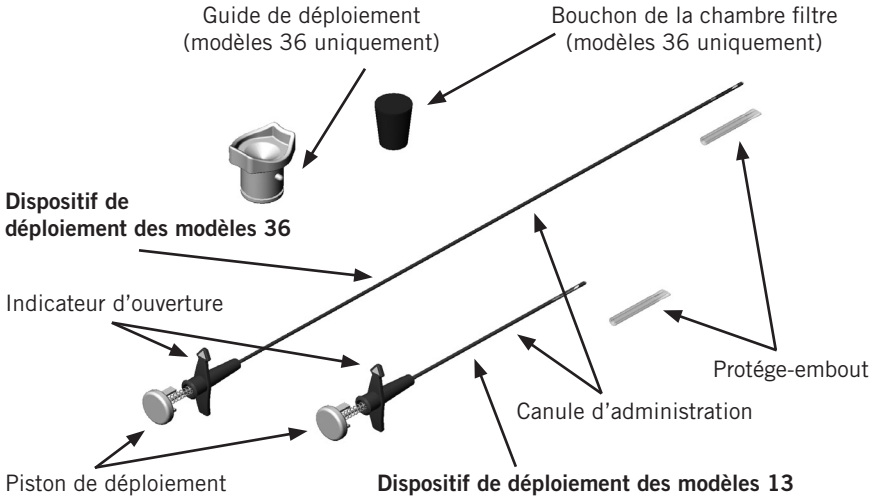 Guide de déploiement
(modèles 36 uniquement)
Bouchon de la chambre filtre
(modèles 36 uniquement)
Dispositif de
déploiement des modèles 36
Indicateur d’ouverture
Protége-embout
Canule d’administration
Piston de déploiement
Dispositif de déploiement des modèles 13